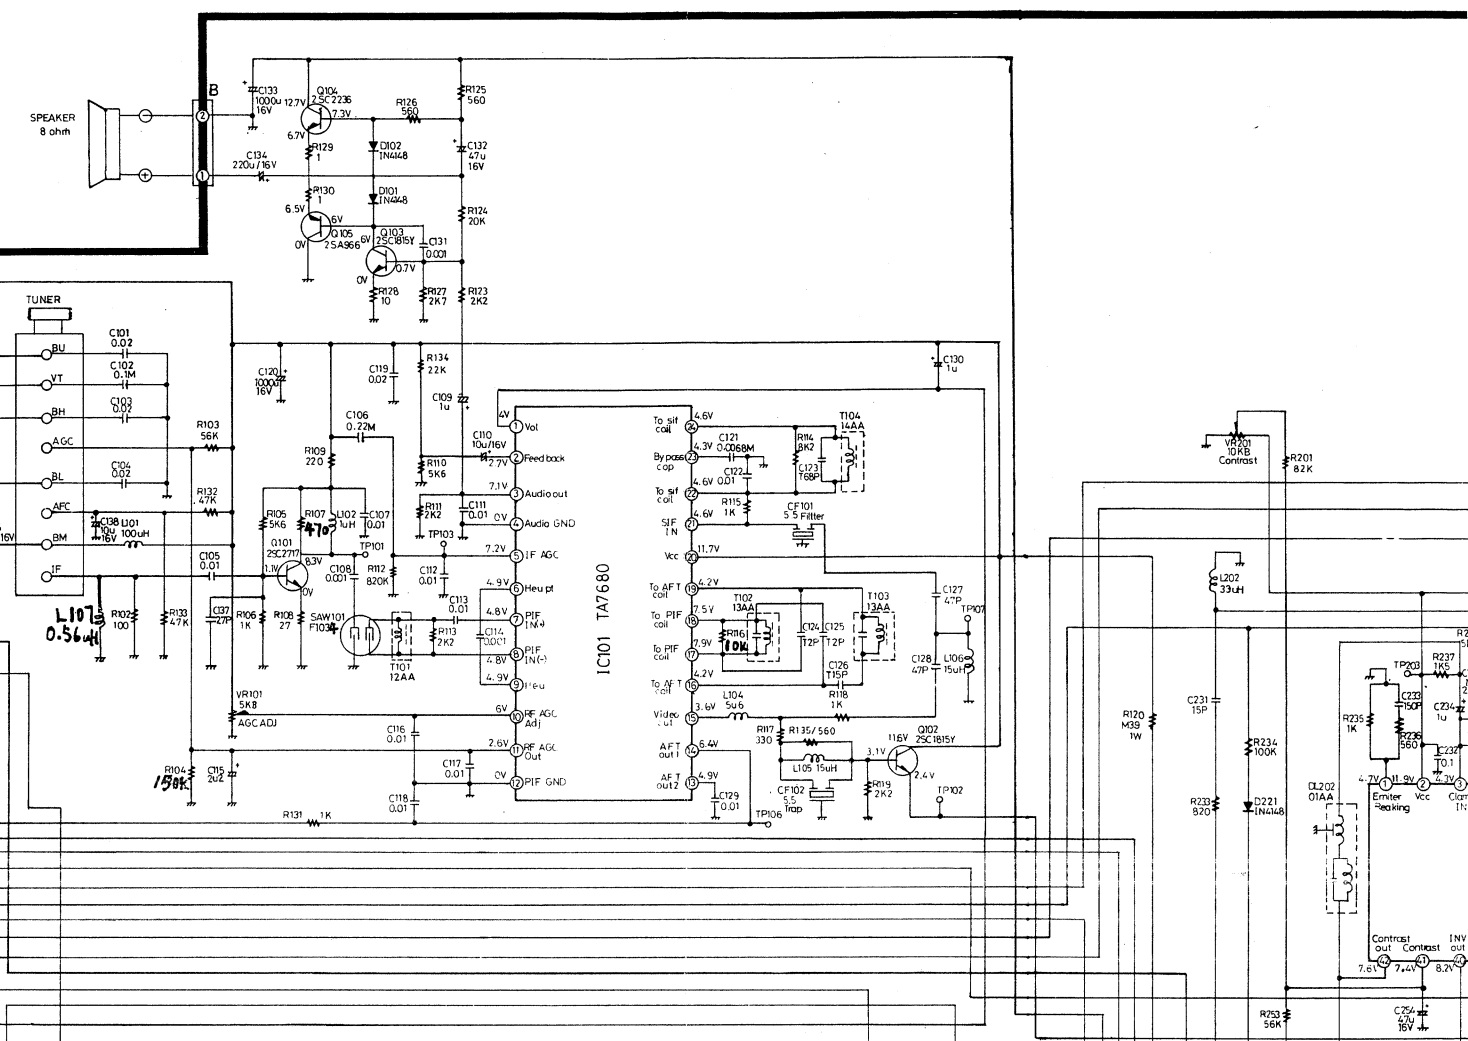 SPEAKER
8 ohm
B
2
1
C133
1000u
16V
C134
220u/16V
12.7V
Q104
2SC2236
7.3V
6.7V
R129
1
R130
1
6.5V
6V
Q105
2SA966
0V
R126
560
R125
560
D102
IN4148
C132
47u
16V
D101
IN4148
R124
20K
6V
Q103
2SC1815Y
C131
0.001
0.7V
0V
R128
10
R127
2K7
R123
2K2
TUNER
BU
VT
BH
AGC
BL
AFC
BM
IF
16V
C101
0.02
C102
0.1M
C103
0.02
C104
0.02
R103
56K
R132
47K
C138
10u
16V
L101
100uH
C105
0.01
L107
0.56uH
R102
100
R133
47K
C137
27P
R106
1K
R108
27
C120
1000u
16V
R109
220
C106
0.22M
R105
5K6
R107
470
L102
1uH
C107
0.01
Q101
2SC2717
8.3V
1.1V
0V
TP101
C108
0.001
R112
820K
SAW101
F1034
T101
12AA
R113
2K2
C113
0.01
C114
0.001
C112
0.01
TP103
C119
0.02
R134
22K
C109
1u
C110
10u/16V
R110
5K6
R111
2K2
C111
0.01
VR101
5KB
AGC ADJ
R104
150K
C115
2u2
C116
0.01
C117
0.01
C118
0.01
R131 1K
IC101 TA7680
4V
1
Vol
2.7V
2
Feedback
7.1V
3
Audio out
0V
4
Audio GND
7.2V
5
IF AGC
4.9V
6
Heu pt
4.8V
7
PIF
IN(+)
4.8V
8
PIF
IN(-)
4.9V
9
6V
10
RF AGC
Adj
2.6V
11
RF AGC
Out
0V
12
PIF GND
To sif
coil
24
4.6V
Bypass
cap
23
4.3V
To sif
coil
22
4.6V
SIF
IN
21
4.6V
Vcc
20
11.7V
To AFT
coil
19
4.2V
To PIF
coil
18
7.5V
To PIF
coil
17
7.9V
To AFT
coil
16
4.2V
Video
out
15
3.6V
AFT
out1
14
6.4V
AFT
out2
13
4.9V
C130
1u
C121
0.0068M
C122
0.01
R114
8K2
C123
T68P
T104
14AA
R115
1K
CF101
5.5 Filter
T102
13AA
R116
10K
C124
T2P
C125
T2P
T103
13AA
C126
T15P
R118
1K
L104
5u6
C127
47P
TP107
C128
47P
L106
15uH
R117
330
R135/560
L105 15uH
CF102
5.5
Trap
11.6V
Q102
2SC1815Y
3.1V
2.4V
R119
2K2
TP102
C129
0.01
TP106
R120
M39
1W
VR201
10KB
Contrast
R201
82K
L202
33uH
C231
15P
R233
820
R234
100K
D221
IN4148
R253
56K
DL202
01AA
TP203
R237
1K5
C233
150P
R235
1K
R236
560
C234
1u
C232
0.1
4.7V
1
Emiter
Peaking
11.9V
2
Vcc
4.3V
3
Clam
IN
Contrast
out
42
7.6V
Contrast
41
7.4V
INV
out
40
8.2V
C254
47u
16V